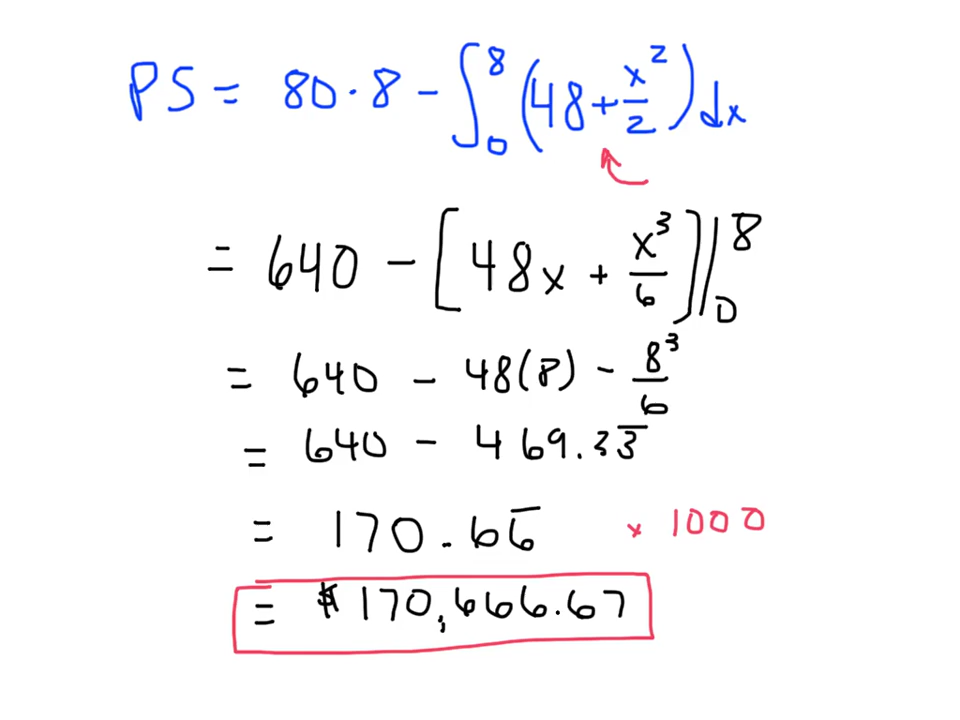 PS = 80 · 8 - ∫₀⁸ (48 + x²/2) dx
= 640 - [48x + x³/6] |₀⁸
= 640 - 48(8) - 8³/6
= 640 - 469.33̅
= 170.66̅ × 1000
= $170,666.67